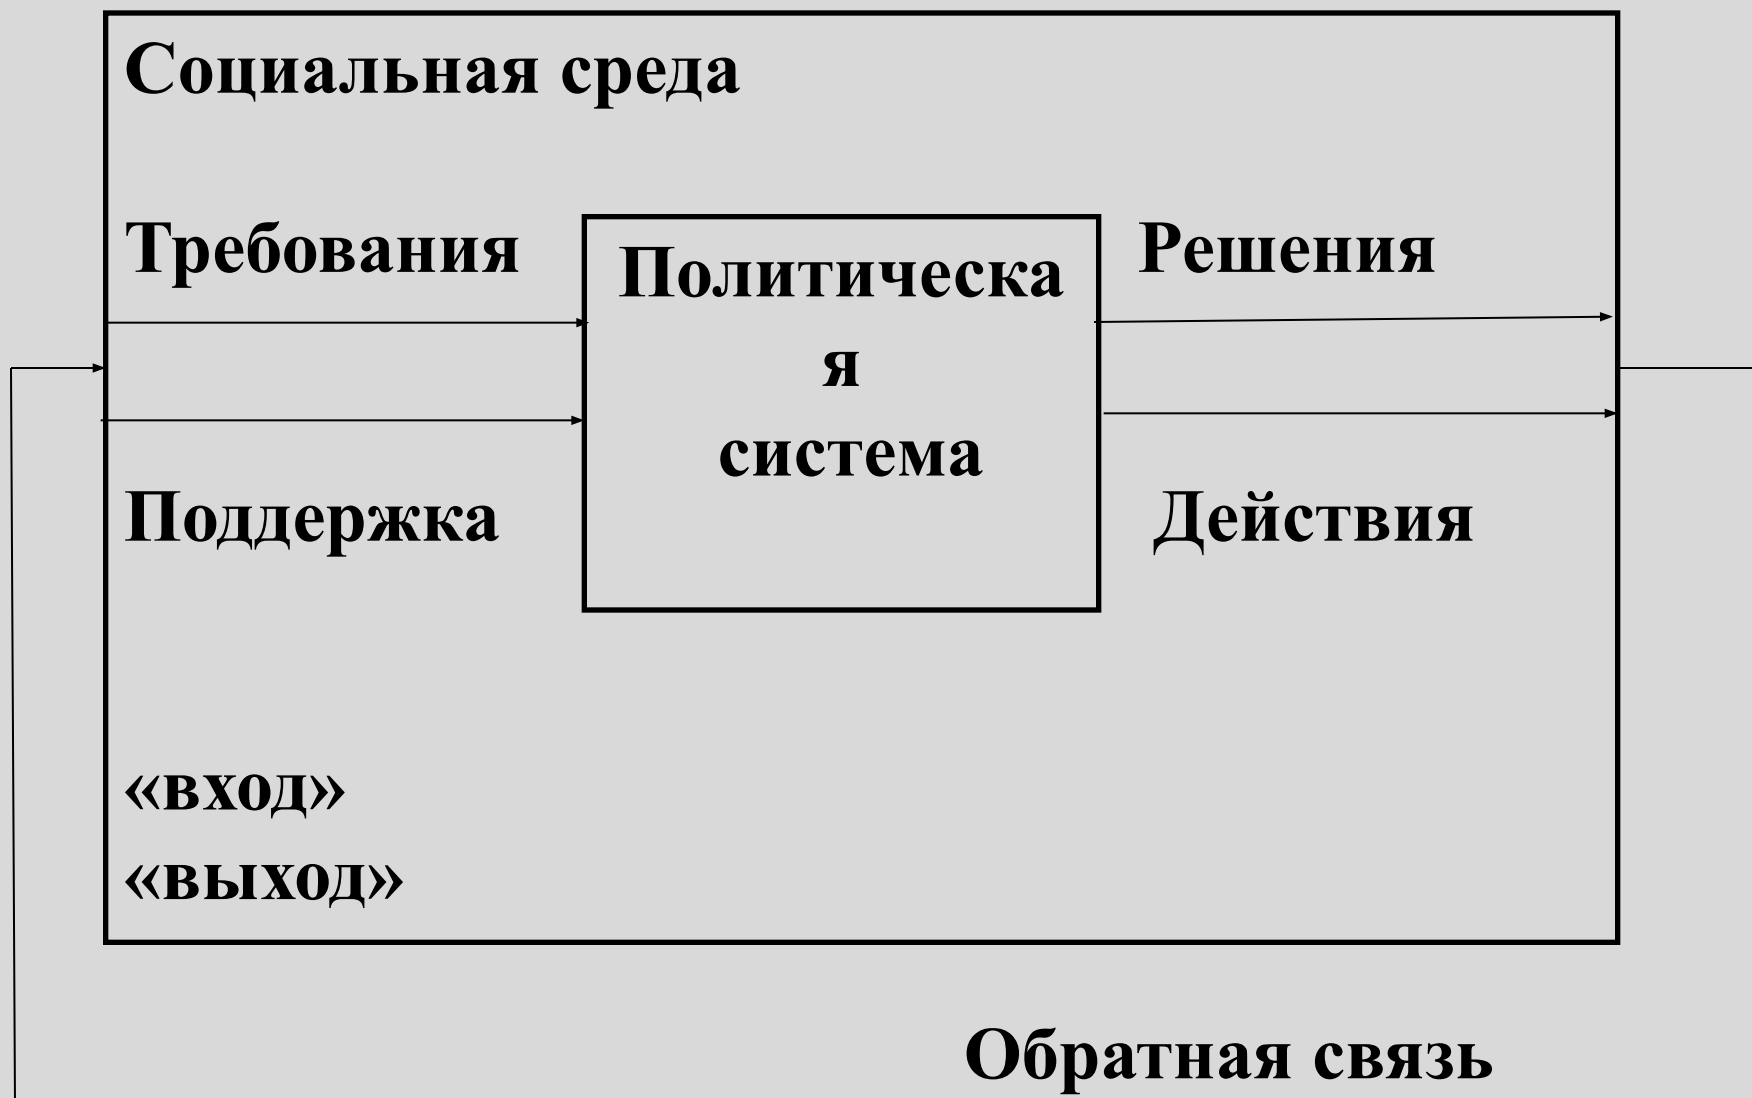 Социальная среда
Требования
Политическа
я
система
Решения
Поддержка
Действия
«вход»
«выход»
Обратная связь